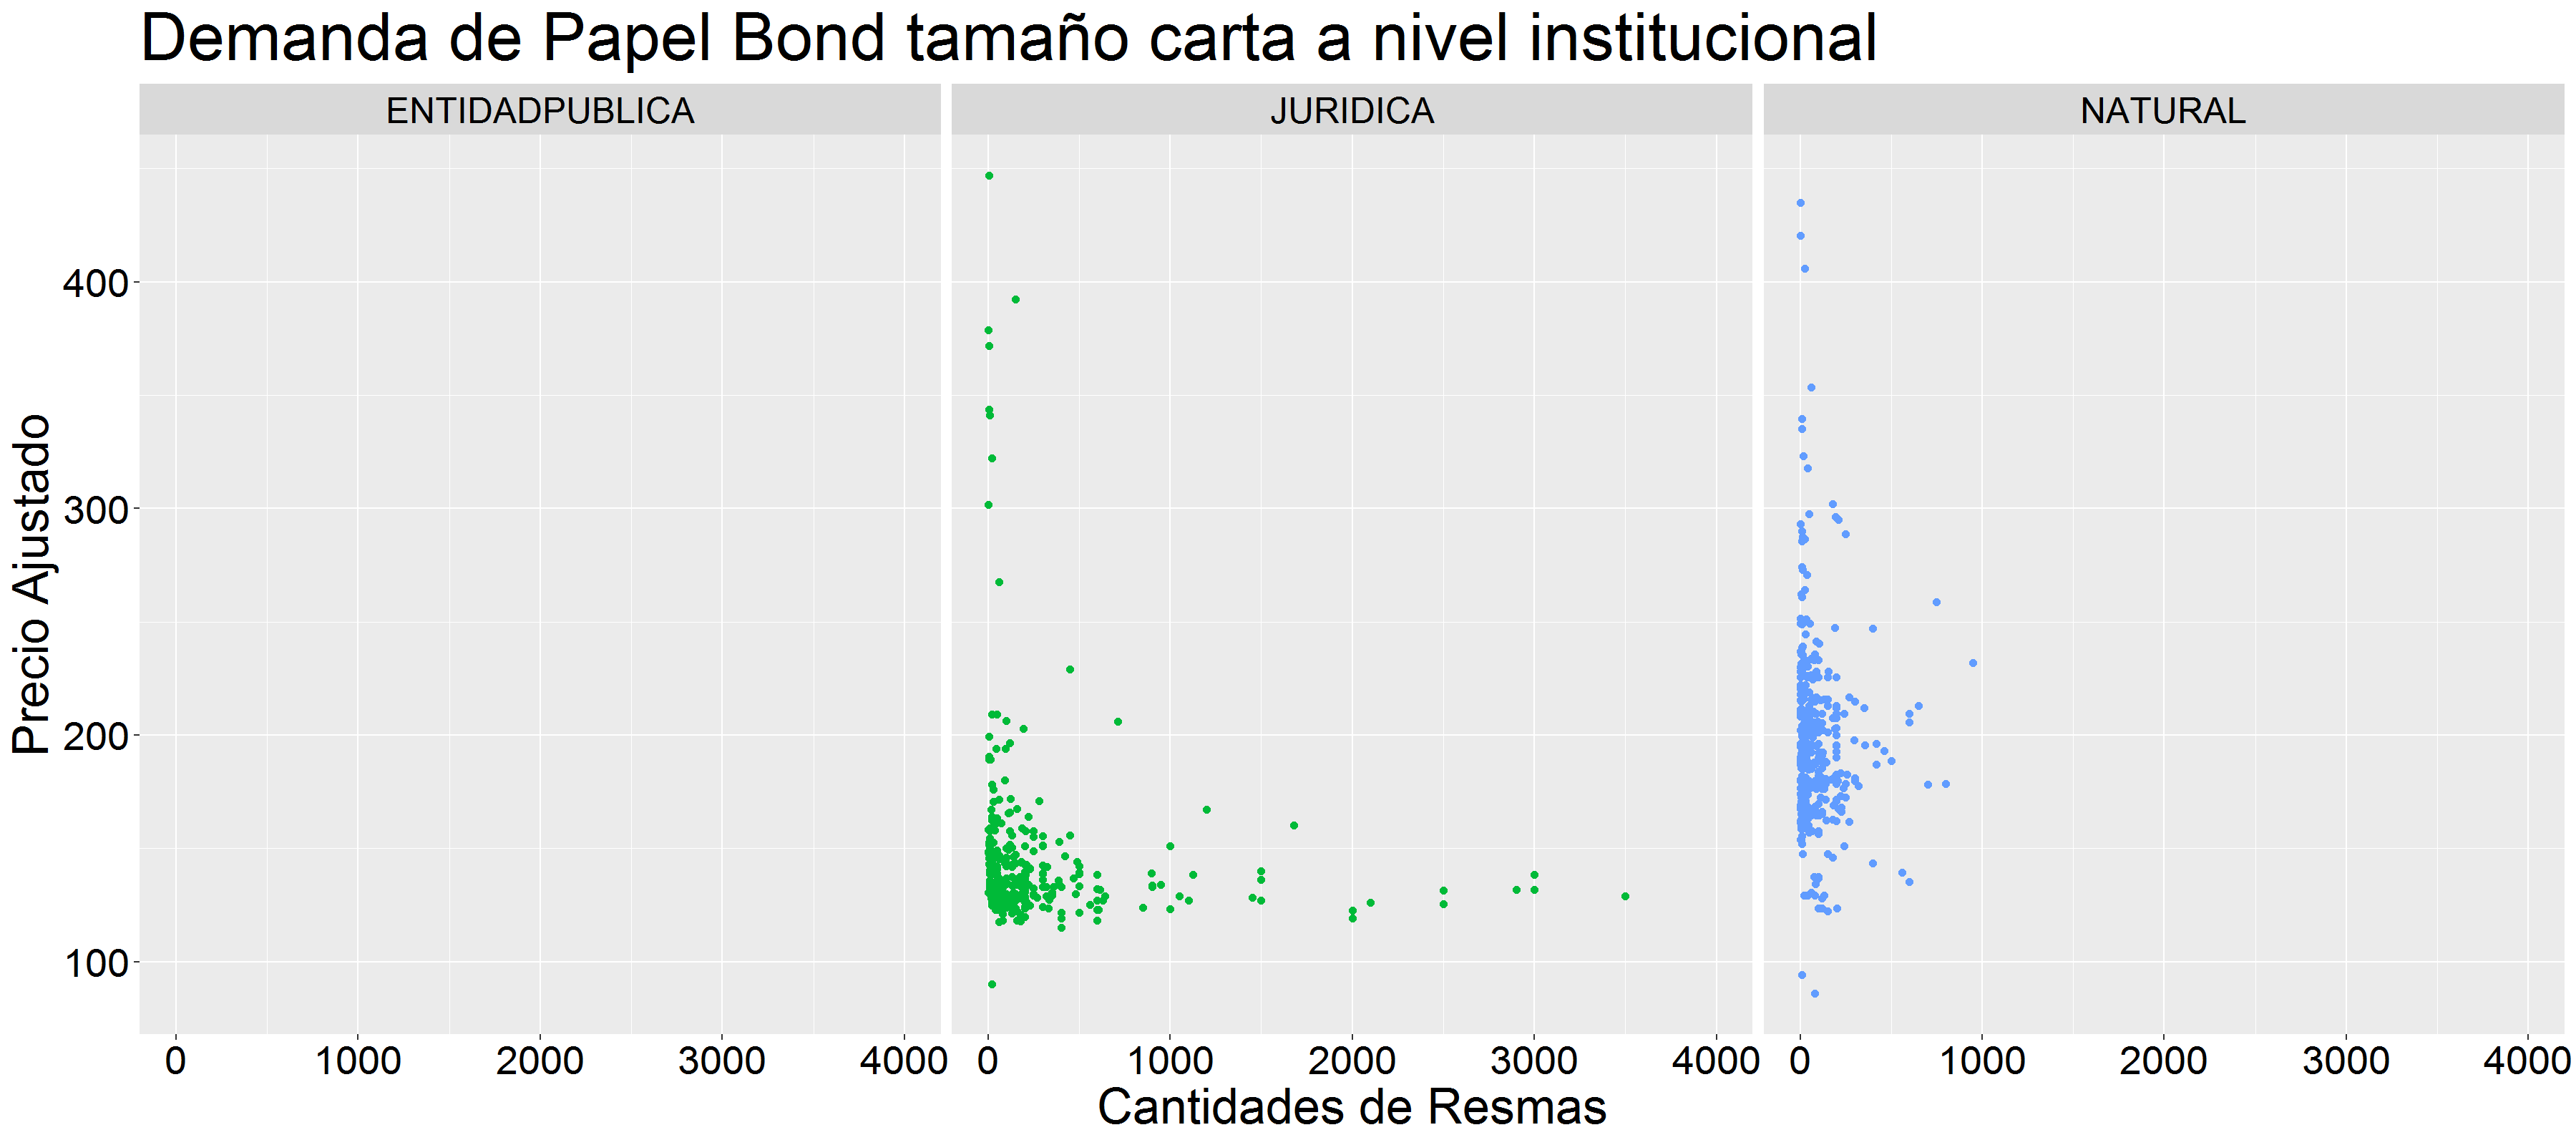 Demanda de Papel Bond tamaño carta a nivel institucional
ENTIDADPUBLICA JURIDICA NATURAL
Precio Ajustado
400
300
200
100
0 1000 2000 3000 4000 0 1000 2000 3000 4000 0 1000 2000 3000 4000
Cantidades de Resmas